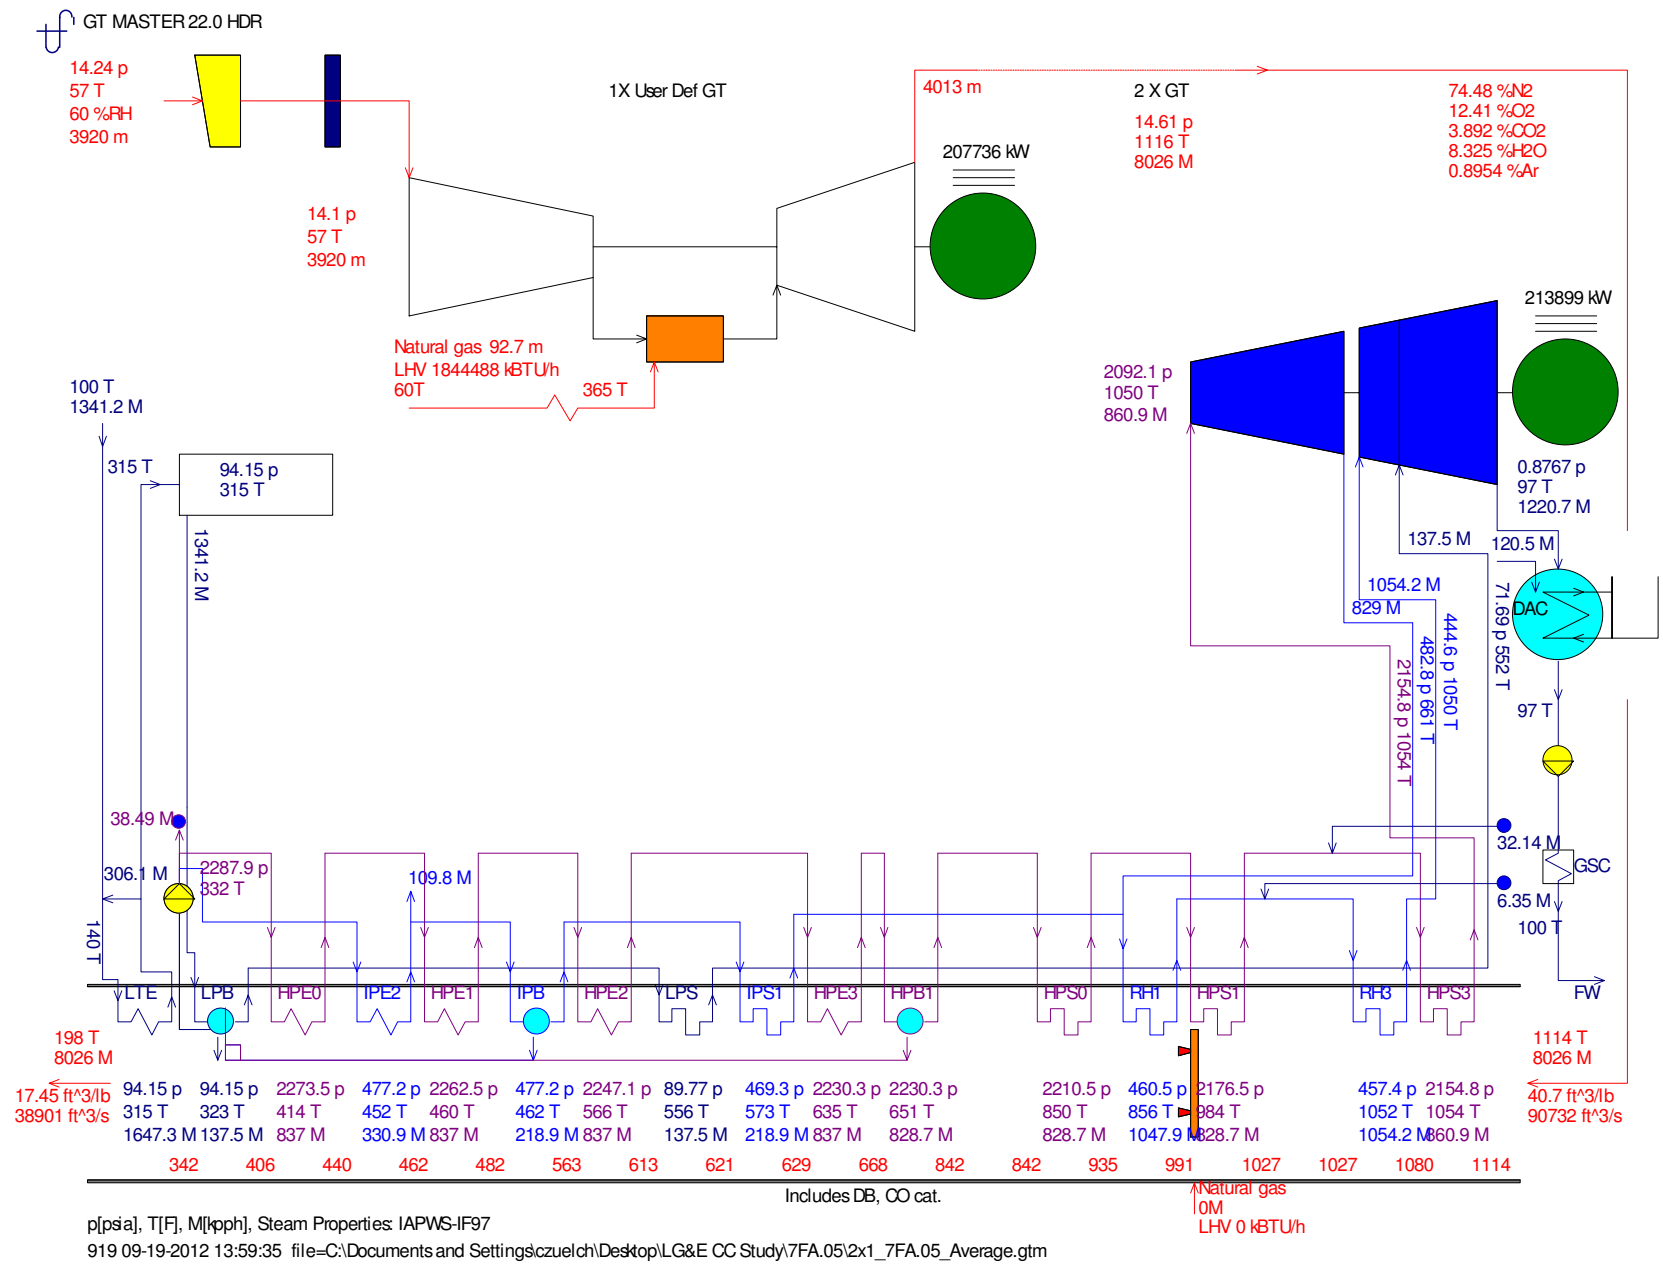 GT MASTER 22.0 HDR
14.24 p
57 T
60 %RH
3920 m
1X User Def GT
4013 m
2 X GT
14.61 p
1116 T
8026 M
74.48 %N2
12.41 %O2
3.892 %CO2
8.325 %H2O
0.8954 %Ar
207736 kW
14.1 p
57 T
3920 m
Natural gas 92.7 m
LHV 1844488 kBTU/h
60T
365 T
213899 kW
2092.1 p
1050 T
860.9 M
100 T
1341.2 M
315 T
94.15 p
315 T
1341.2 M
0.8767 p
97 T
1220.7 M
137.5 M
120.5 M
1054.2 M
829 M
DAC
71.69 p 552 T
444.6 p 1050 T
482.8 p 661 T
2154.8 p 1054 T
97 T
38.49 M
32.14 M
GSC
306.1 M
2287.9 p
332 T
109.8 M
6.35 M
100 T
140 T
FW
LTE LPB HPE0 IPE2 HPE1 IPB HPE2 LPS IPS1 HPE3 HPB1 HPS0 RH1 HPS1 RH3 HPS3
198 T
8026 M
17.45 ft^3/lb
38901 ft^3/s
1114 T
8026 M
40.7 ft^3/lb
90732 ft^3/s
94.15 p 94.15 p 2273.5 p 477.2 p 2262.5 p 477.2 p 2247.1 p 89.77 p 469.3 p 2230.3 p 2230.3 p 2210.5 p 460.5 p 2176.5 p 457.4 p 2154.8 p
315 T 323 T 414 T 452 T 460 T 462 T 566 T 556 T 573 T 635 T 651 T 850 T 856 T 984 T 1052 T 1054 T
1647.3 M 137.5 M 837 M 330.9 M 837 M 218.9 M 837 M 137.5 M 218.9 M 837 M 828.7 M 828.7 M 1047.9 M 828.7 M 1054.2 M 860.9 M
342 406 440 462 482 563 613 621 629 668 842 842 935 991 1027 1027 1080 1114
Includes DB, CO cat.
Natural gas
0M
LHV 0 kBTU/h
p[psia], T[F], M[kpph], Steam Properties: IAPWS-IF97
919 09-19-2012 13:59:35 file=C:\Documents and Settings\czuelch\Desktop\LG&E CC Study\7FA.05\2x1_7FA.05_Average.gtm